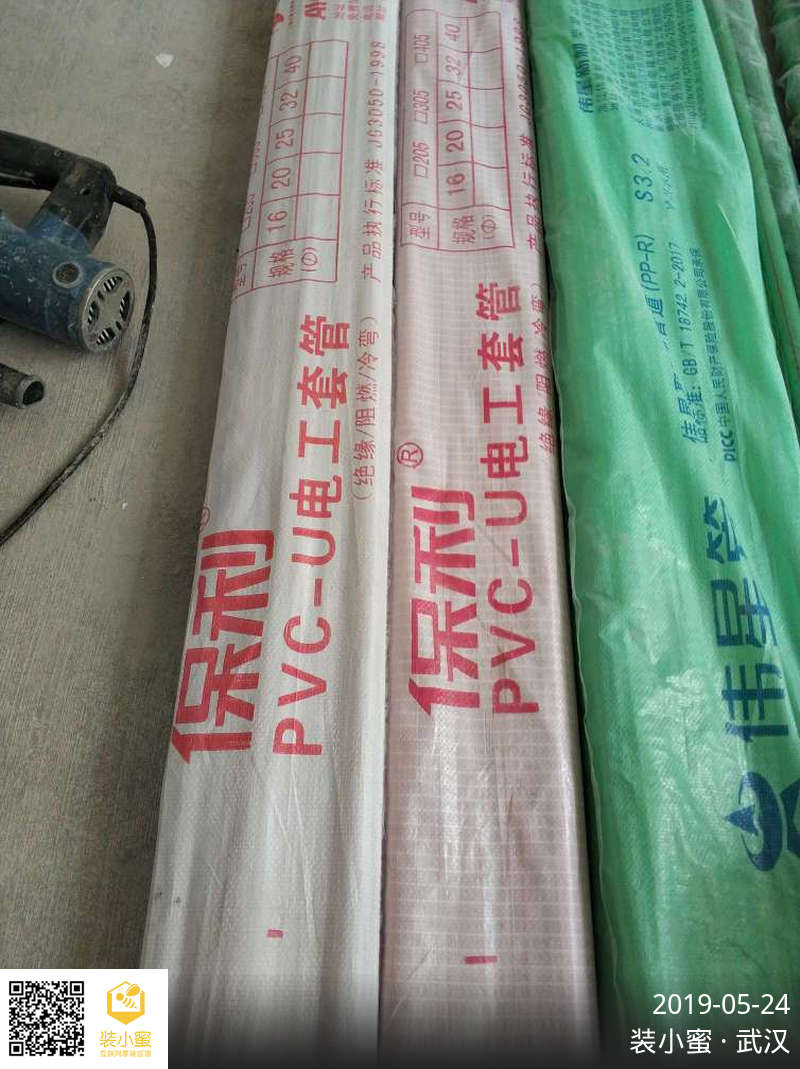 保利®
PVC-U电工套管
(绝缘/阻燃/冷弯)
规格 16 20 25 32 40
(Φ)
产品执行标准 JG3050-1998
保利®
PVC-U电工套管
绝缘/阻燃/冷弯
型号 □205 □305 □405
规格 16 20 25 32 40
(Φ)
产品执行标准 JG3050-1998
伟星管
管道(PP-R) S3.2
GB/T 18742.2-2017
PICC中国人民财产保险股份有限公司承保
装小蜜
2019-05-24
装小蜜·武汉